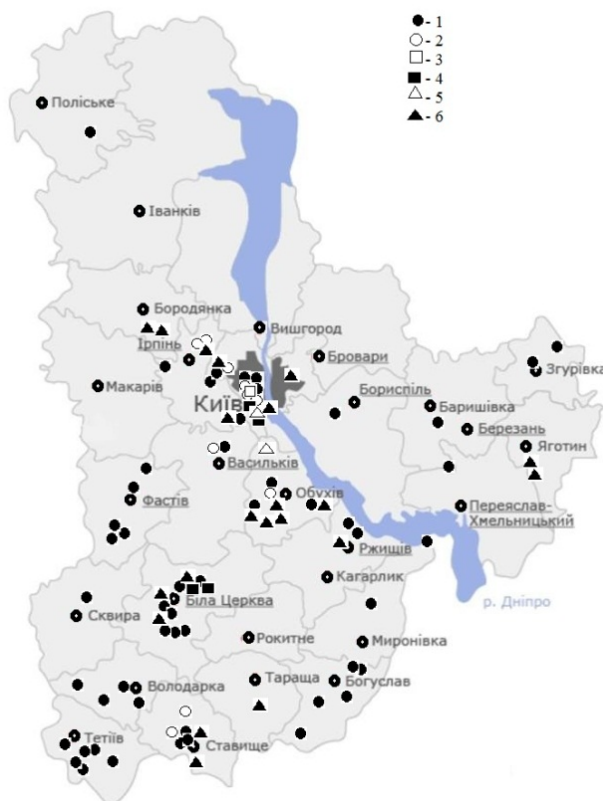 - 1
- 2
- 3
- 4
- 5
- 6
Поліське
Іванків
Бородянка
Ірпінь
Вишгород
Бровари
Згурівка
Макарів
Київ
Бориспіль
Баришівка
Березань
Яготин
Васильків
Фастів
Обухів
Переяслав-
Хмельницький
Ржищів
Кагарлик
р. Дніпро
Біла Церква
Сквира
Рокитне
Миронівка
Володарка
Тараща
Богуслав
Тетіїв
Ставище